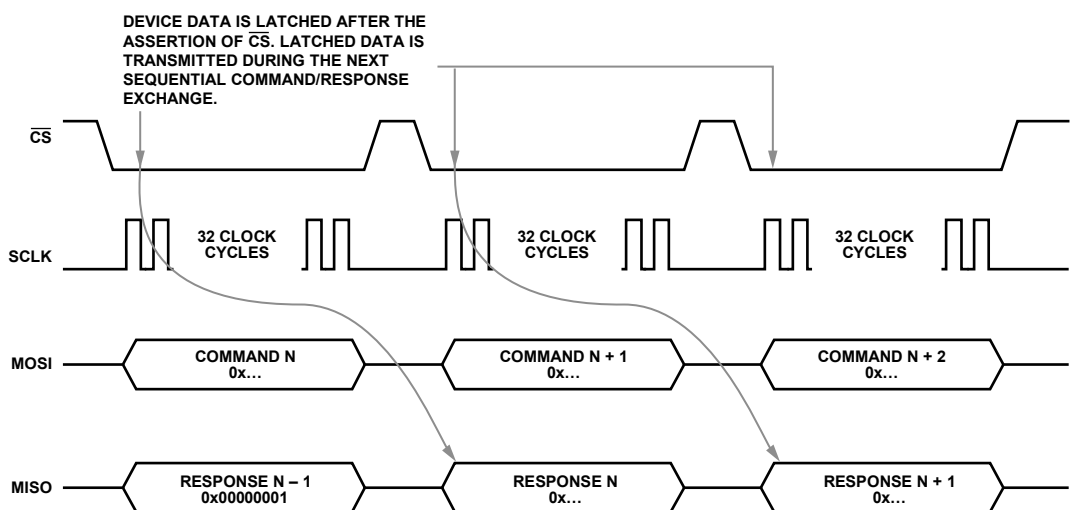 DEVICE DATA IS LATCHED AFTER THE
ASSERTION OF C̅S̅. LATCHED DATA IS
TRANSMITTED DURING THE NEXT
SEQUENTIAL COMMAND/RESPONSE
EXCHANGE.
C̅S̅
SCLK
32 CLOCK
CYCLES
32 CLOCK
CYCLES
32 CLOCK
CYCLES
MOSI
COMMAND N
0x…
COMMAND N + 1
0x…
COMMAND N + 2
0x…
MISO
RESPONSE N – 1
0x00000001
RESPONSE N
0x…
RESPONSE N + 1
0x…